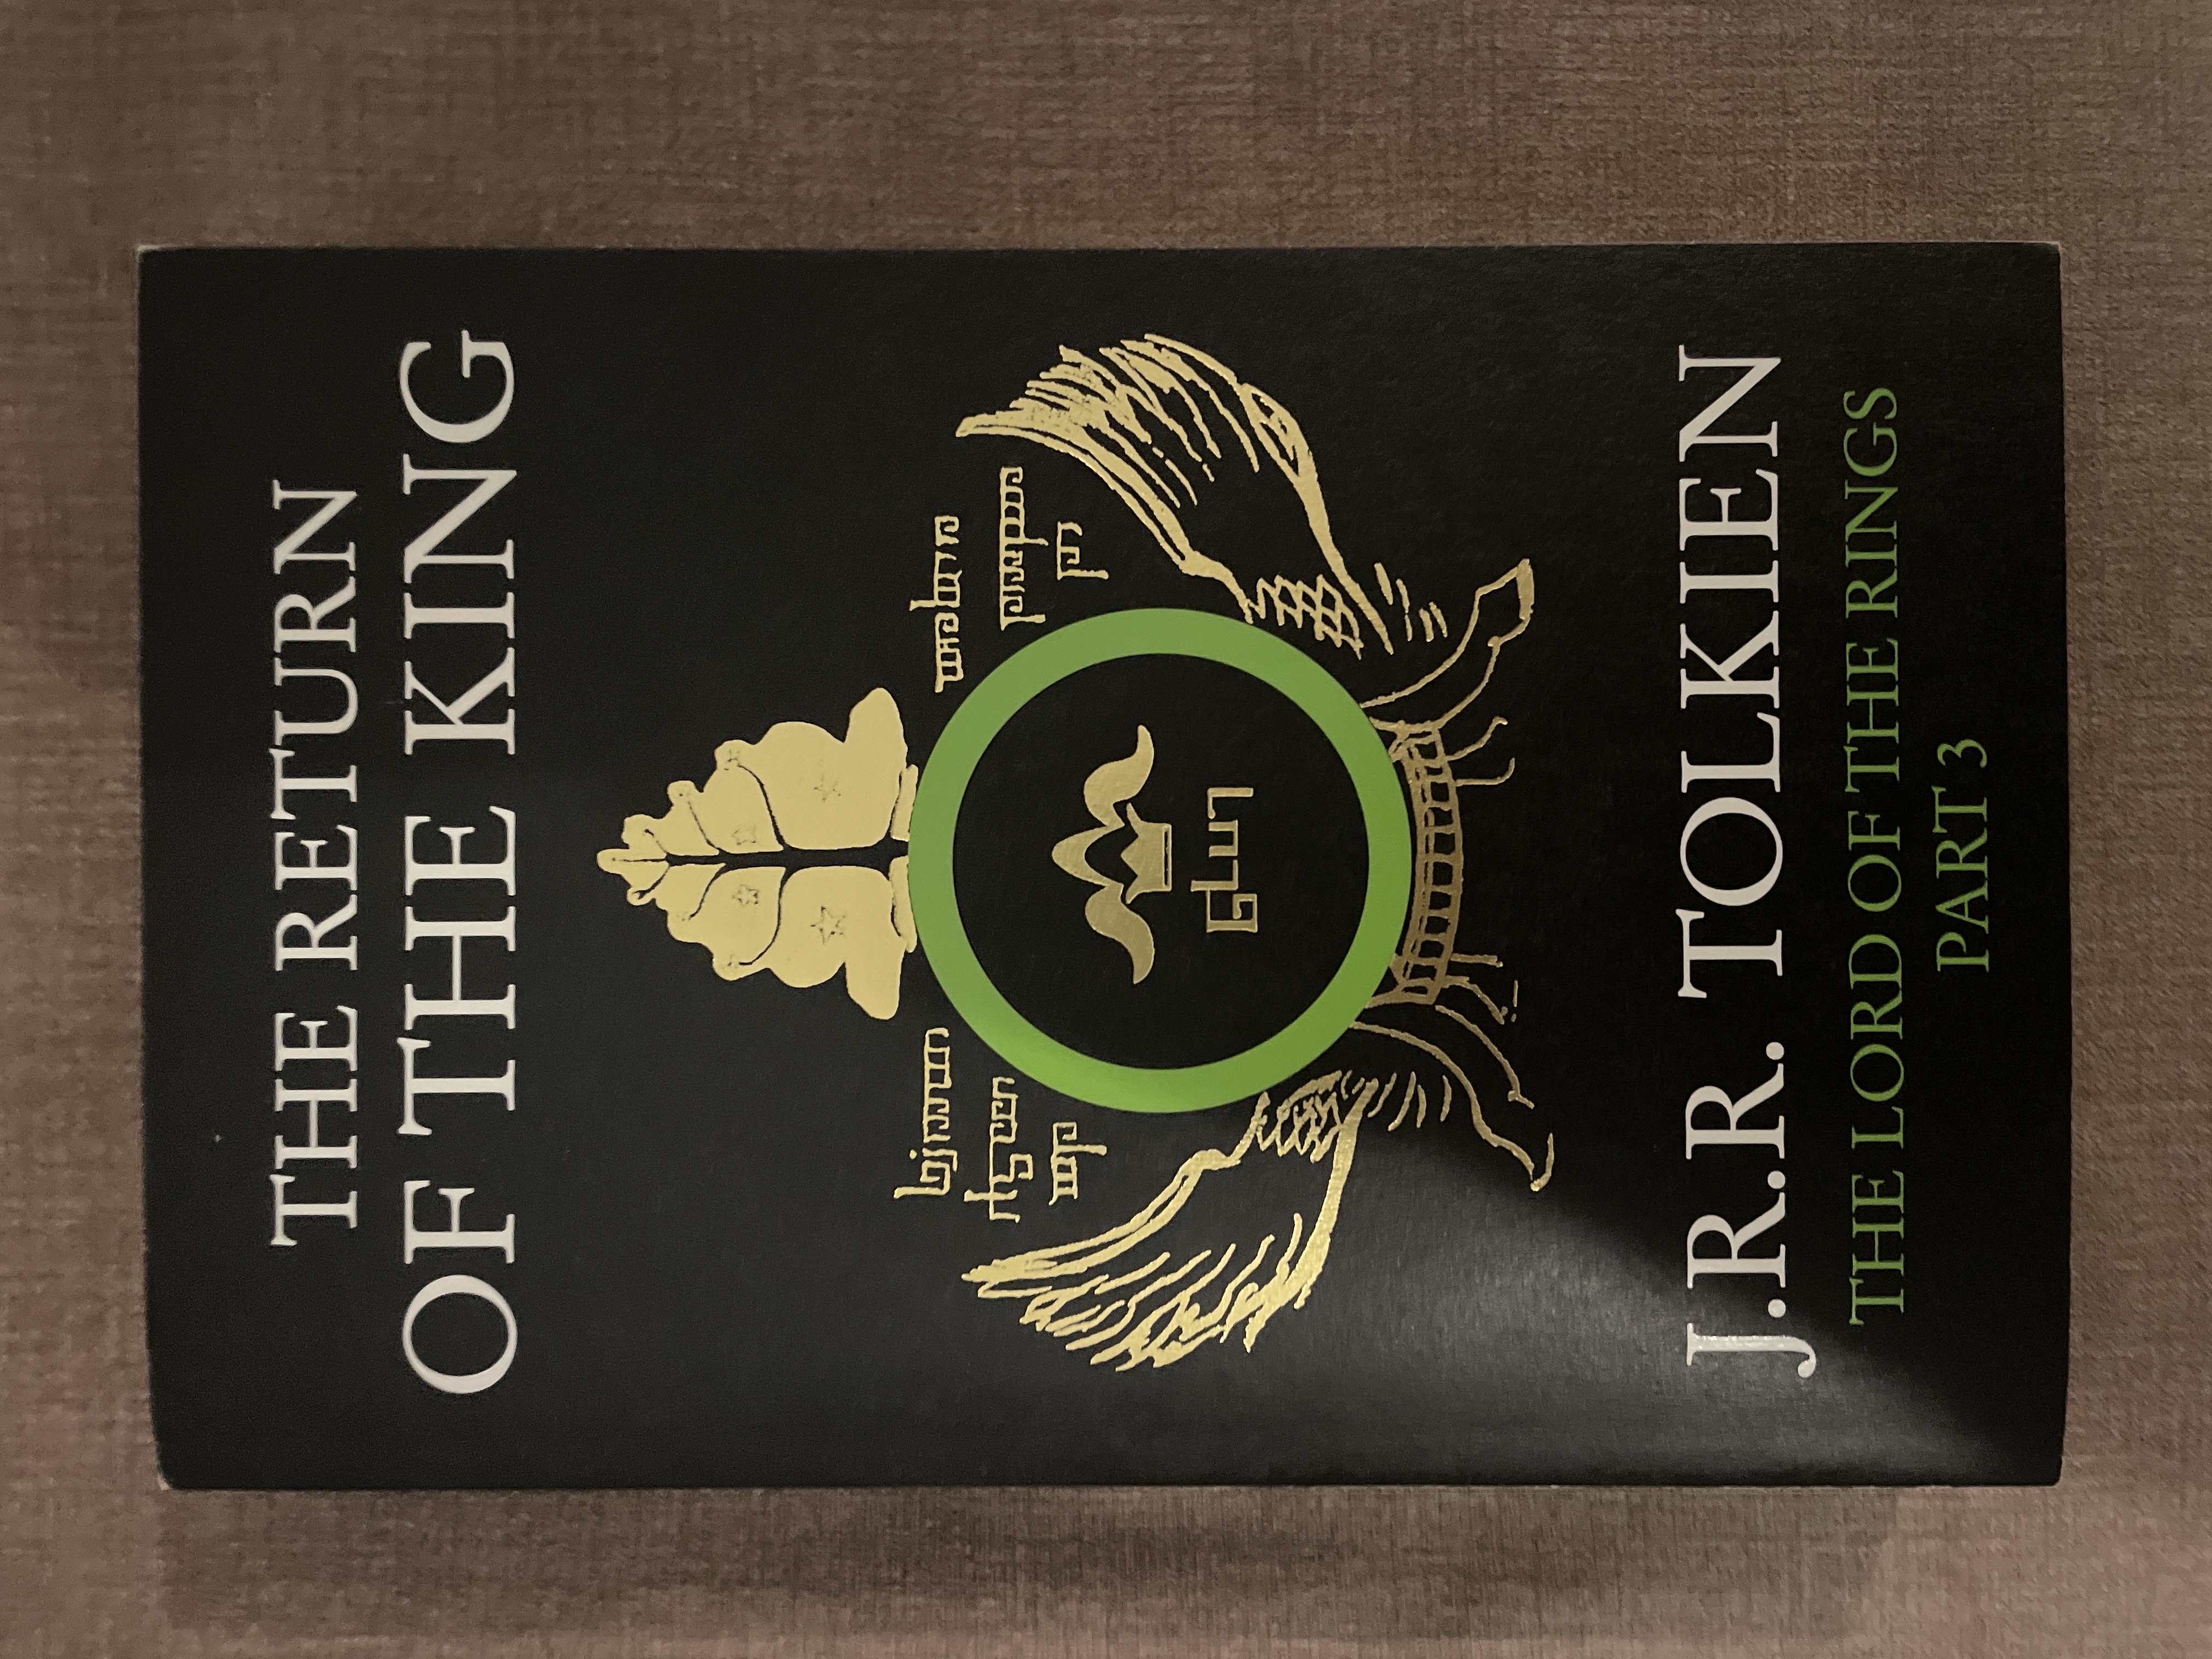 THE RETURN
OF THE KING
J.R.R. TOLKIEN
THE LORD OF THE RINGS
PART 3